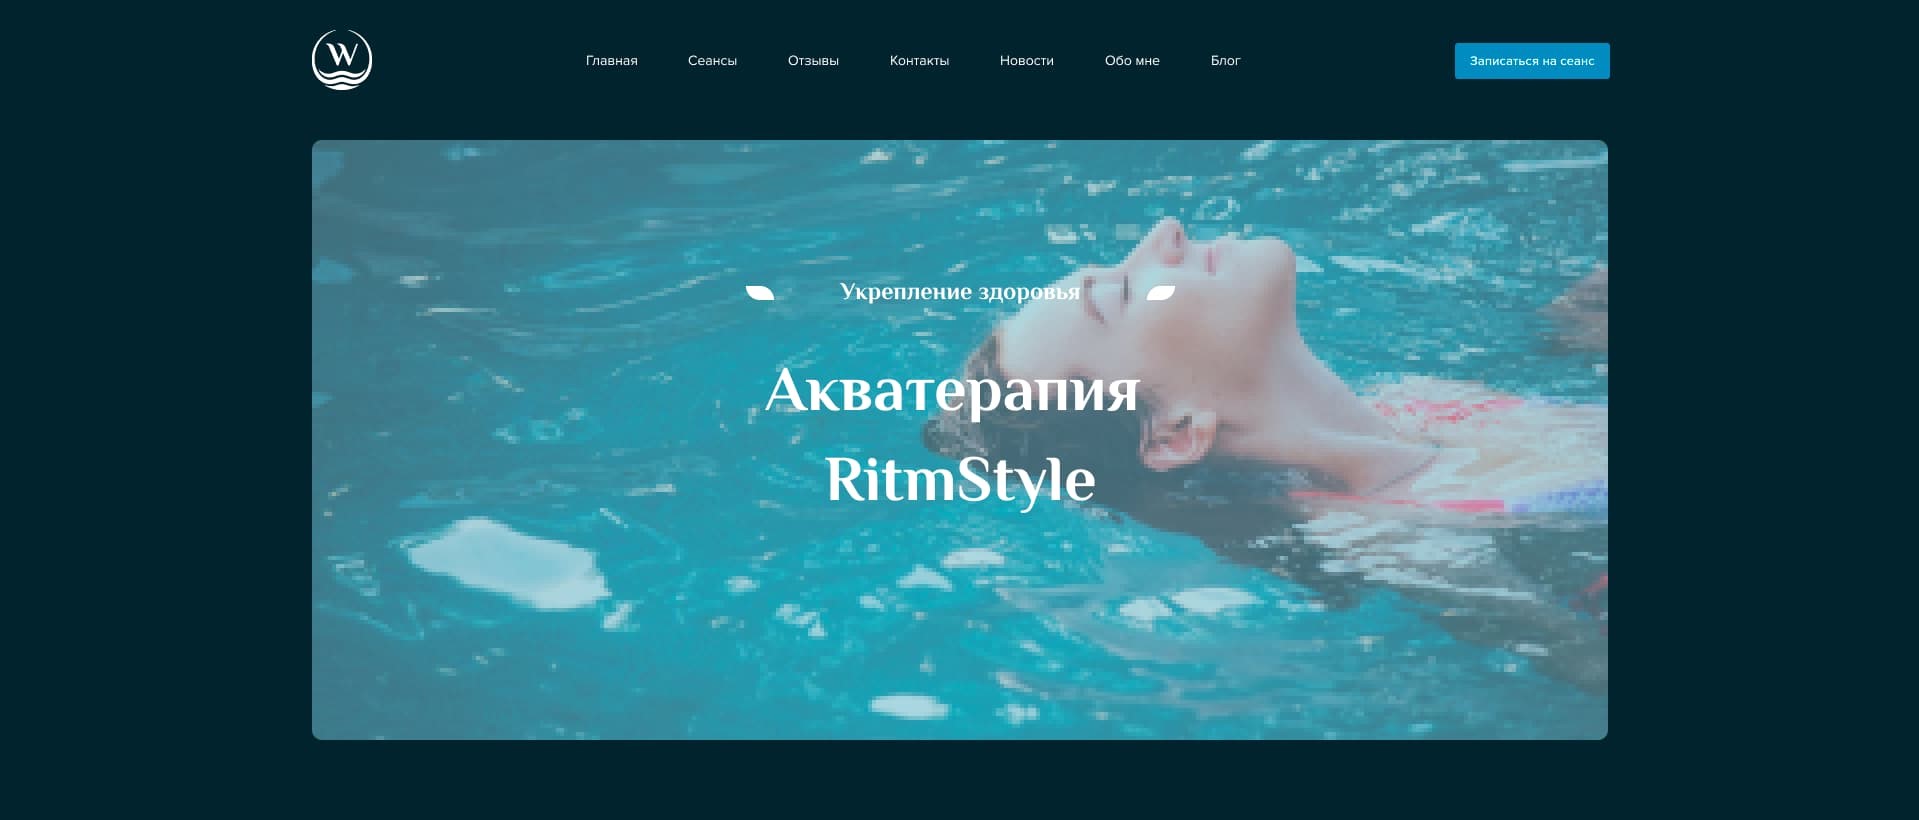 W
Главная
Сеансы
Отзывы
Контакты
Новости
Обо мне
Блог
Записаться на сеанс
Укрепление здоровья
Акватерапия
RitmStyle